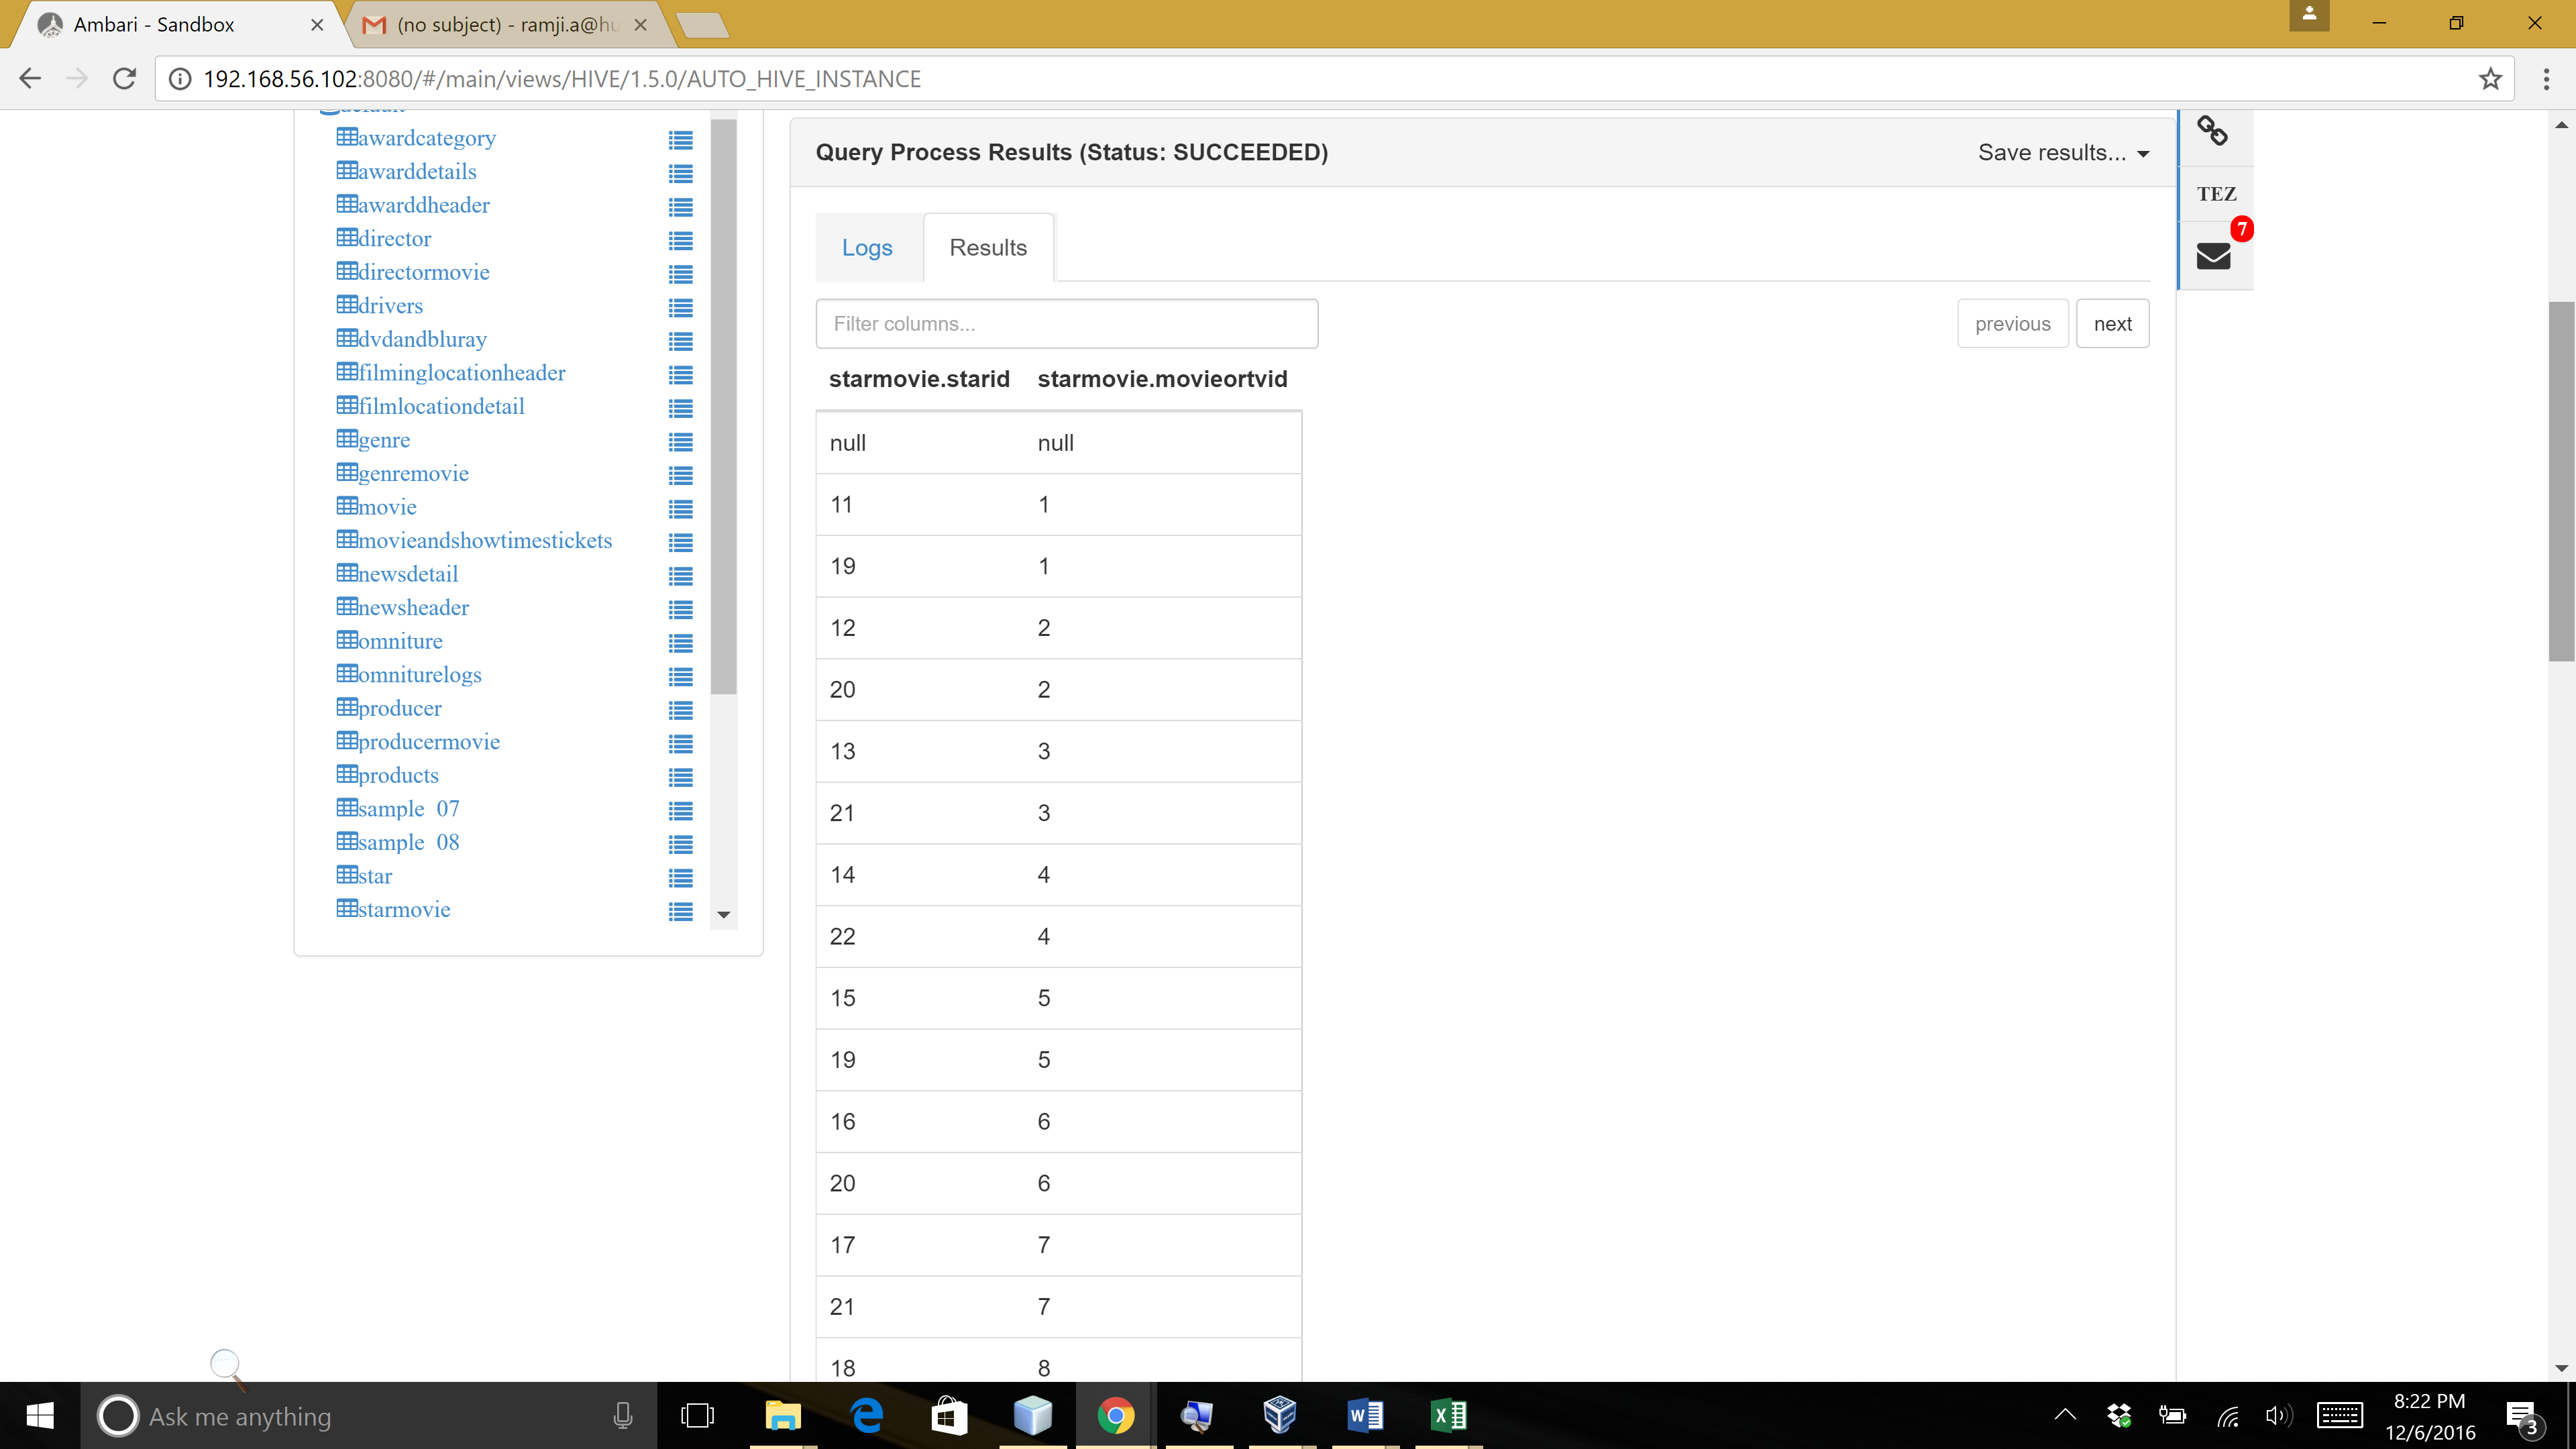 Ambari - Sandbox
(no subject) - ramji.a@hu
192.168.56.102:8080/#/main/views/HIVE/1.5.0/AUTO_HIVE_INSTANCE
awardcategory
awarddetails
awarddheader
director
directormovie
drivers
dvdandbluray
filminglocationheader
filmlocationdetail
genre
genremovie
movie
movieandshowtimestickets
newsdetail
newsheader
omniture
omniturelogs
producer
producermovie
products
sample_07
sample_08
star
starmovie
Query Process Results (Status: SUCCEEDED)
Save results...
Logs Results
Filter columns...
previous next
starmovie.starid starmovie.movieortvid
null null
11 1
19 1
12 2
20 2
13 3
21 3
14 4
22 4
15 5
19 5
16 6
20 6
17 7
21 7
18 8
TEZ
7
Ask me anything
8:22 PM
12/6/2016
3